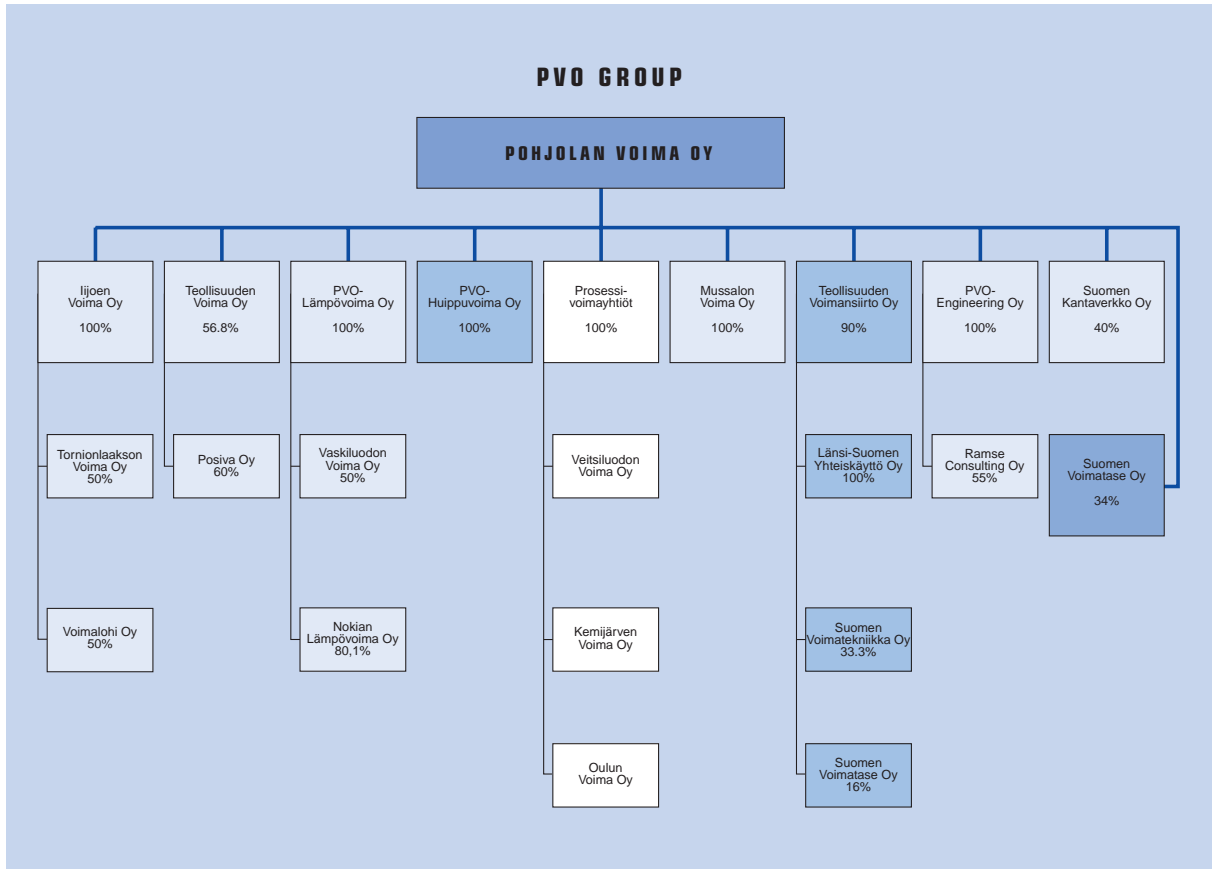 PVO GROUP
POHJOLAN VOIMA OY
Iijoen
Voima Oy
100%
Teollisuuden
Voima Oy
56.8%
PVO-
Lämpövoima Oy
100%
PVO-
Huippuvoima Oy
100%
Prosessi-
voimayhtiöt
100%
Mussalon
Voima Oy
100%
Teollisuuden
Voimansiirto Oy
90%
PVO-
Engineering Oy
100%
Suomen
Kantaverkko Oy
40%
Tornionlaakson
Voima Oy
50%
Posiva Oy
60%
Vaskiluodon
Voima Oy
50%
Veitsiluodon
Voima Oy
Länsi-Suomen
Yhteiskäyttö Oy
100%
Ramse
Consulting Oy
55%
Suomen
Voimatase Oy
34%
Voimalohi Oy
50%
Nokian
Lämpövoima Oy
80,1%
Kemijärven
Voima Oy
Suomen
Voimatekniikka Oy
33.3%
Oulun
Voima Oy
Suomen
Voimatase Oy
16%